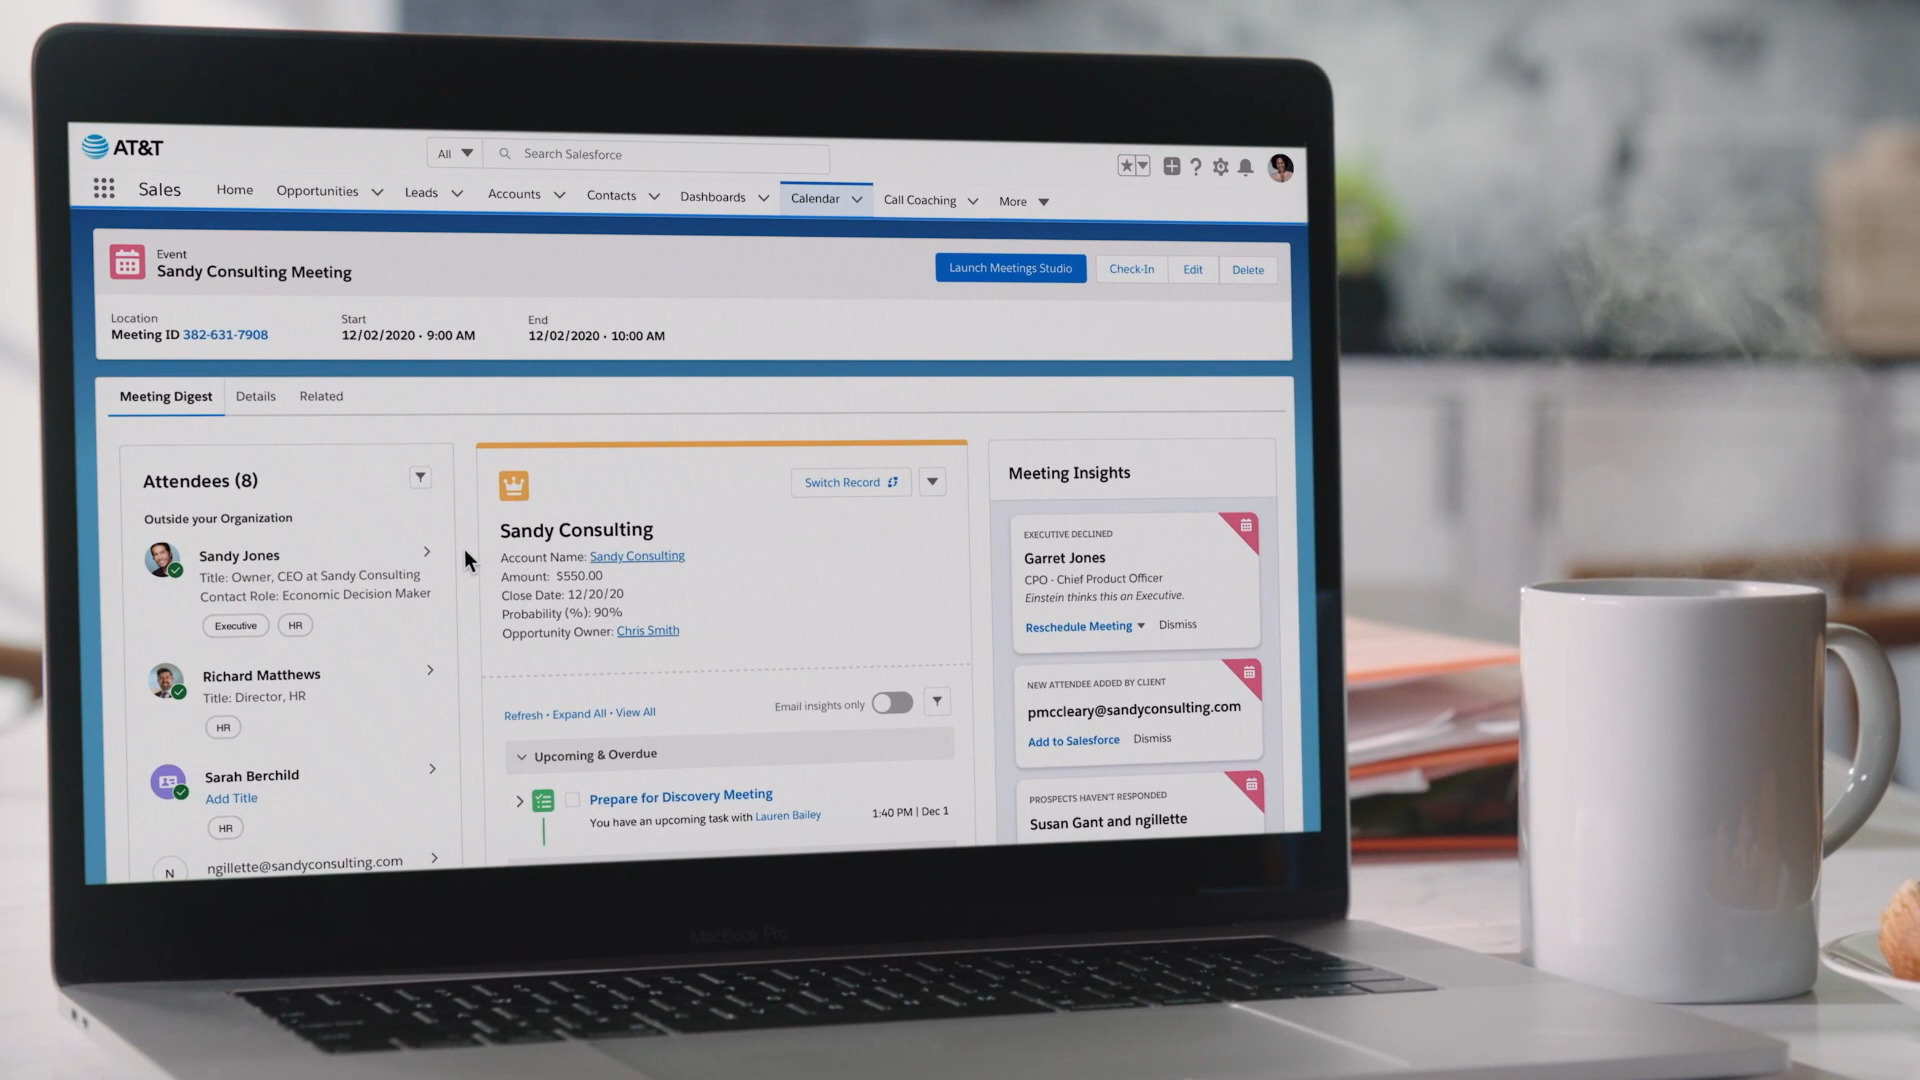 AT&T
All
Search Salesforce
Sales
Home
Opportunities
Leads
Accounts
Contacts
Dashboards
Calendar
Call Coaching
More
Event
Sandy Consulting Meeting
Launch Meetings Studio
Check-In
Edit
Delete
Location
Meeting ID 382-631-7908
Start
12/02/2020 • 9:00 AM
End
12/02/2020 • 10:00 AM
Meeting Digest
Details
Related
Attendees (8)
Outside your Organization
Sandy Jones
Title: Owner, CEO at Sandy Consulting
Contact Role: Economic Decision Maker
Executive
HR
Richard Matthews
Title: Director, HR
HR
Sarah Berchild
Add Title
HR
N
ngillette@sandyconsulting.com
Switch Record
Sandy Consulting
Account Name: Sandy Consulting
Amount: $550.00
Close Date: 12/20/20
Probability (%): 90%
Opportunity Owner: Chris Smith
Refresh • Expand All • View All
Email insights only
Upcoming & Overdue
Prepare for Discovery Meeting
You have an upcoming task with Lauren Bailey
1:40 PM | Dec 1
Meeting Insights
EXECUTIVE DECLINED
Garret Jones
CPO - Chief Product Officer
Einstein thinks this an Executive.
Reschedule Meeting
Dismiss
NEW ATTENDEE ADDED BY CLIENT
pmccleary@sandyconsulting.com
Add to Salesforce
Dismiss
PROSPECTS HAVEN'T RESPONDED
Susan Gant and ngillette
MacBook Pro